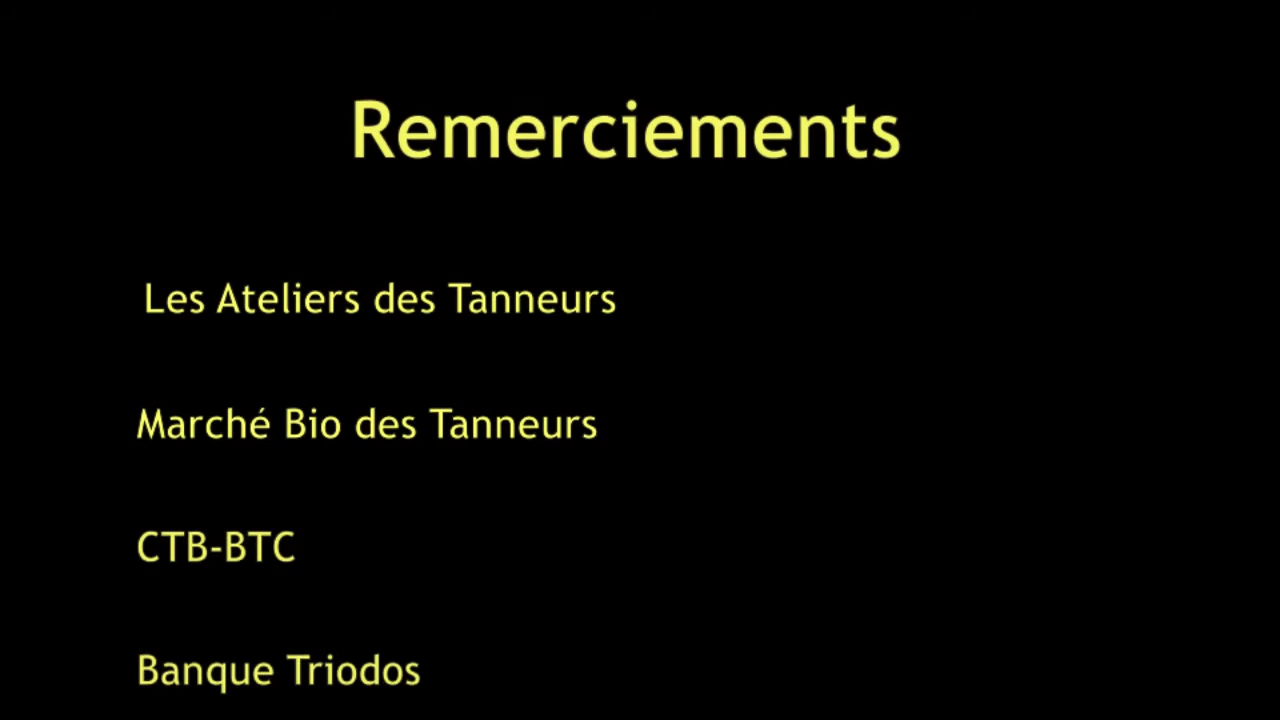 Remerciements
Les Ateliers des Tanneurs
Marché Bio des Tanneurs
CTB-BTC
Banque Triodos